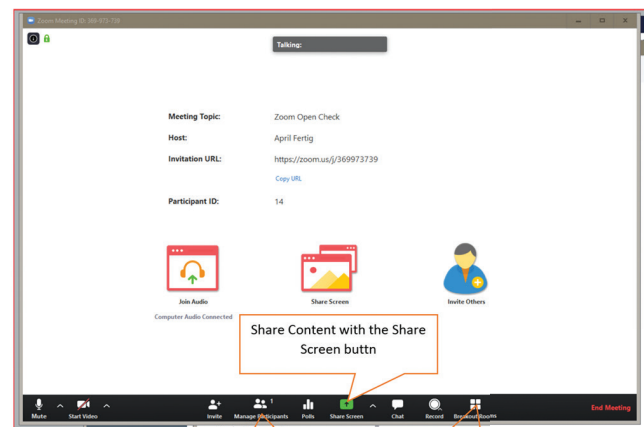 Zoom Meeting ID: 369-973-739
Talking:
Meeting Topic: Zoom Open Check
Host: April Fertig
Invitation URL: https://zoom.us/j/369973739
Copy URL
Participant ID: 14
Join Audio Share Screen Invite Others
Computer Audio Connected
Share Content with the Share
Screen buttn
1
Mute Start Video Invite Manage Participants Polls Share Screen Chat Record Breakout Rooms End Meeting